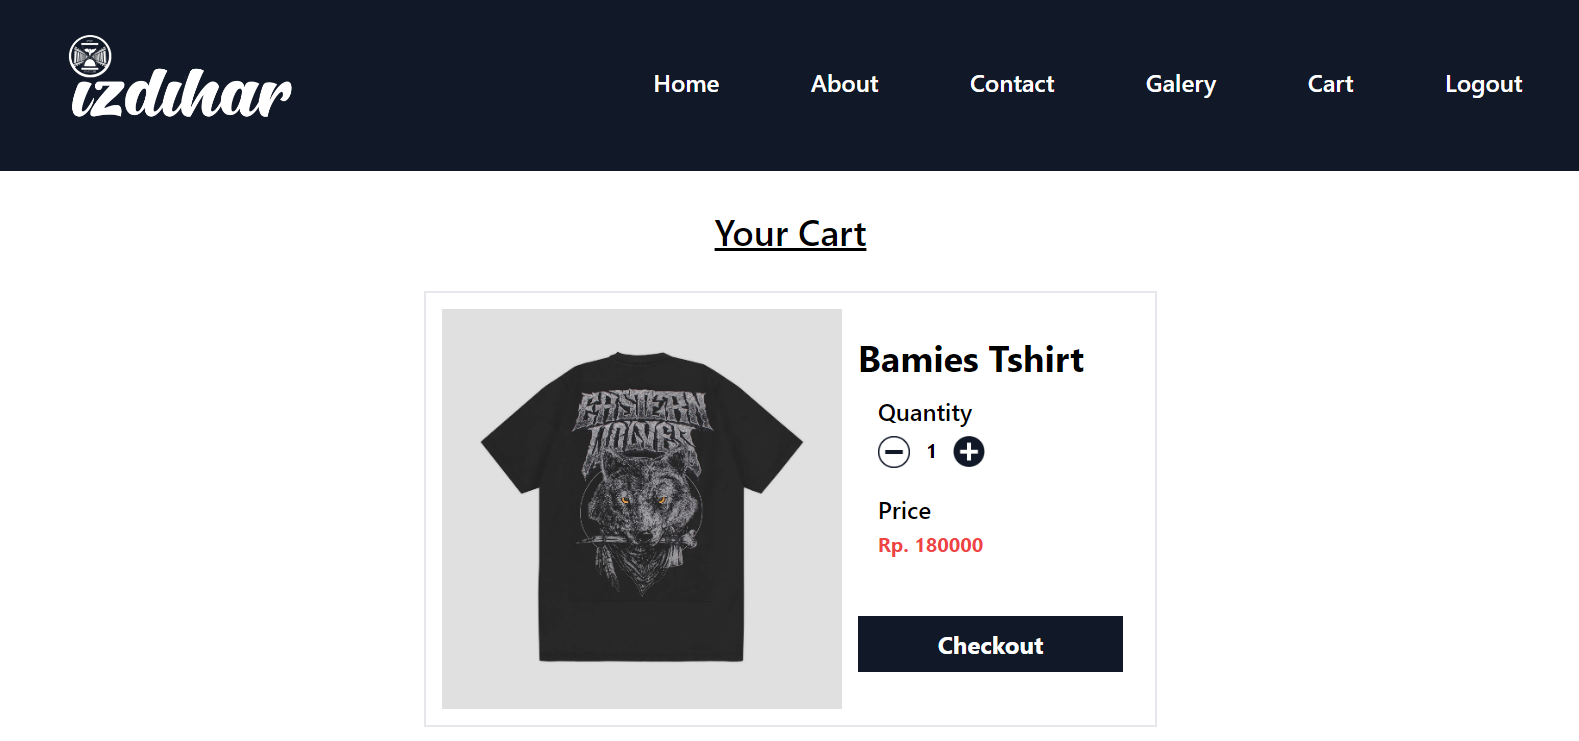 izdihar
Home About Contact Galery Cart Logout
Your Cart
EASTERN
WOLVES
Bamies Tshirt
Quantity
1
Price
Rp. 180000
Checkout